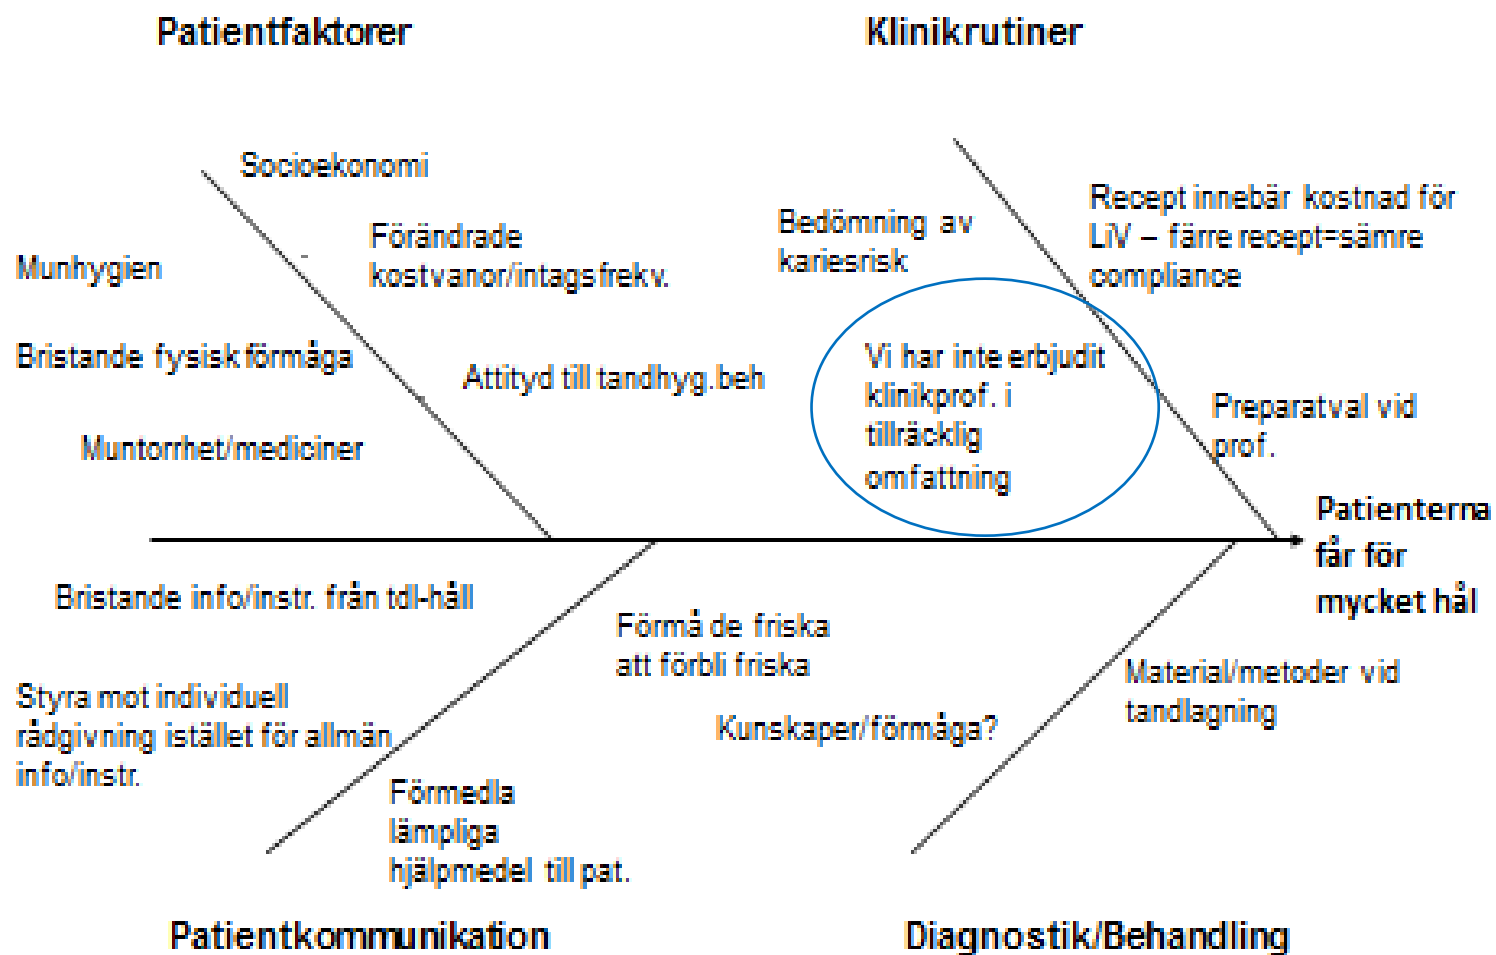 Patientfaktorer
Klinikrutiner
Socioekonomi
Förändrade
kostvanor/intagsfrekv.
Munhygien
Bristande fysisk förmåga
Attityd till tandhyg.beh
Muntorrhet/mediciner
Bedömning av
kariesrisk
Recept innebär kostnad för
LiV – färre recept=sämre
compliance
Vi har inte erbjudit
klinikprof. i
tillräcklig
omfattning
Preparatval vid
prof.
Patienterna
får för
mycket hål
Bristande info/instr. från tdl-håll
Förmå de friska
att förbli friska
Styra mot individuell
rådgivning istället för allmän
info/instr.
Förmedla
lämpliga
hjälpmedel till pat.
Kunskaper/förmåga?
Material/metoder vid
tandlagning
Patientkommunikation
Diagnostik/Behandling